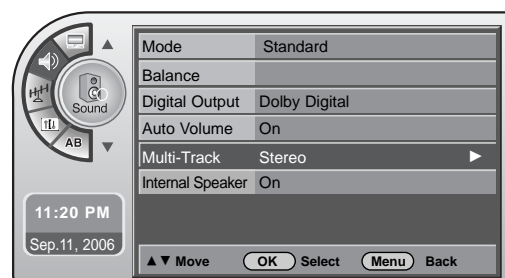 Sound
AB
11:20 PM
Sep.11, 2006
Mode Standard
Balance
Digital Output Dolby Digital
Auto Volume On
Multi-Track Stereo ►
Internal Speaker On
▲▼ Move OK Select Menu Back